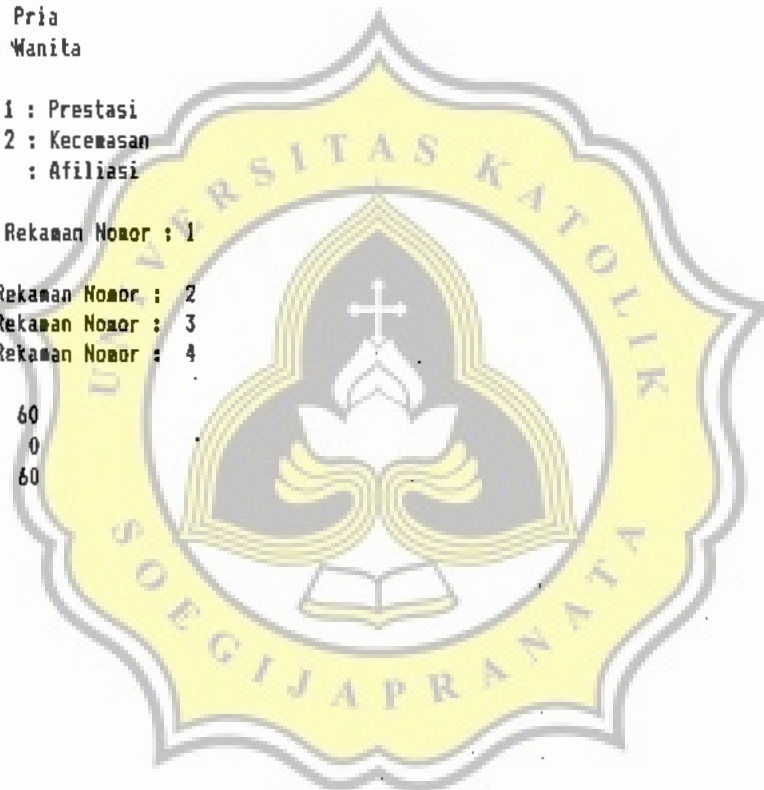 Pria
Wanita
1 : Prestasi
2 : Kecemasan
: Afiliasi
Rekaman Nomor : 1
Rekaman Nomor : 2
Rekaman Nomor : 3
Rekaman Nomor : 4
60
0
60
UNIVERSITAS KATOLIK
SOEGIJAPRANATA